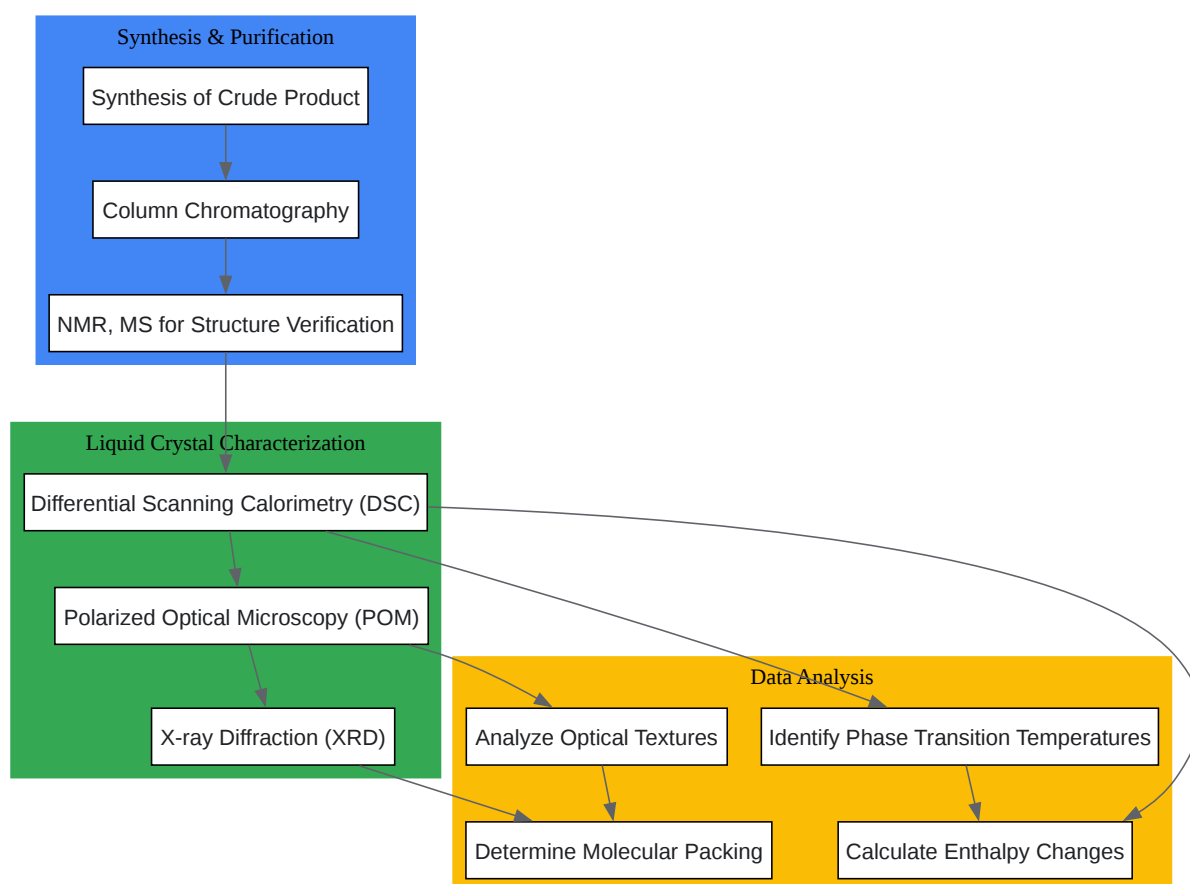 Synthesis & Purification
Synthesis of Crude Product
Column Chromatography
NMR, MS for Structure Verification
Liquid Crystal Characterization
Differential Scanning Calorimetry (DSC)
Polarized Optical Microscopy (POM)
X-ray Diffraction (XRD)
Data Analysis
Analyze Optical Textures
Identify Phase Transition Temperatures
Determine Molecular Packing
Calculate Enthalpy Changes